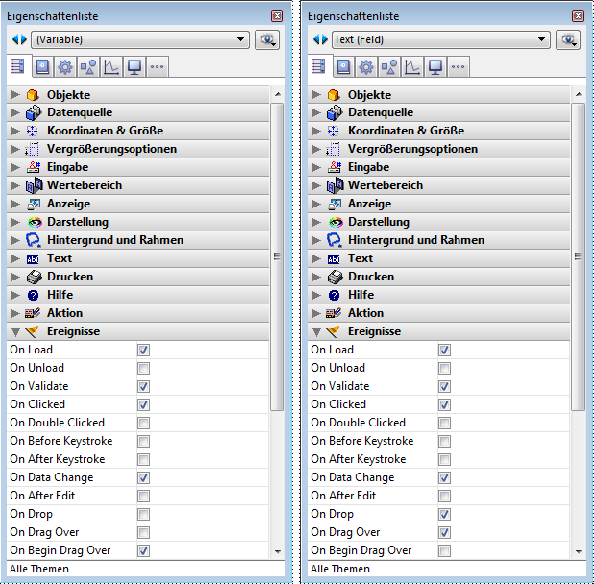 Eigenschaftenliste
(Variable)
Objekte
Datenquelle
Koordinaten & Größe
Vergrößerungsoptionen
Eingabe
Wertebereich
Anzeige
Darstellung
Hintergrund und Rahmen
Text
Drucken
Hilfe
Aktion
Ereignisse
On Load
On Unload
On Validate
On Clicked
On Double Clicked
On Before Keystroke
On After Keystroke
On Data Change
On After Edit
On Drop
On Drag Over
On Begin Drag Over
Alle Themen
Eigenschaftenliste
Text (Feld)
Objekte
Datenquelle
Koordinaten & Größe
Vergrößerungsoptionen
Eingabe
Wertebereich
Anzeige
Darstellung
Hintergrund und Rahmen
Text
Drucken
Hilfe
Aktion
Ereignisse
On Load
On Unload
On Validate
On Clicked
On Double Clicked
On Before Keystroke
On After Keystroke
On Data Change
On After Edit
On Drop
On Drag Over
On Begin Drag Over
Alle Themen